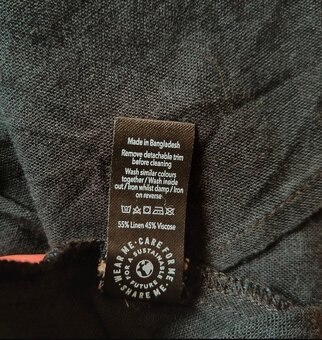 Made in Bangladesh
Remove detachable trim
before cleaning
Wash similar colours
together / Wash inside
out / Iron whilst damp / Iron
on reverse
55% Linen 45% Viscose
WEAR ME • CARE FOR ME • SHARE ME •
FOR A SUSTAINABLE FUTURE